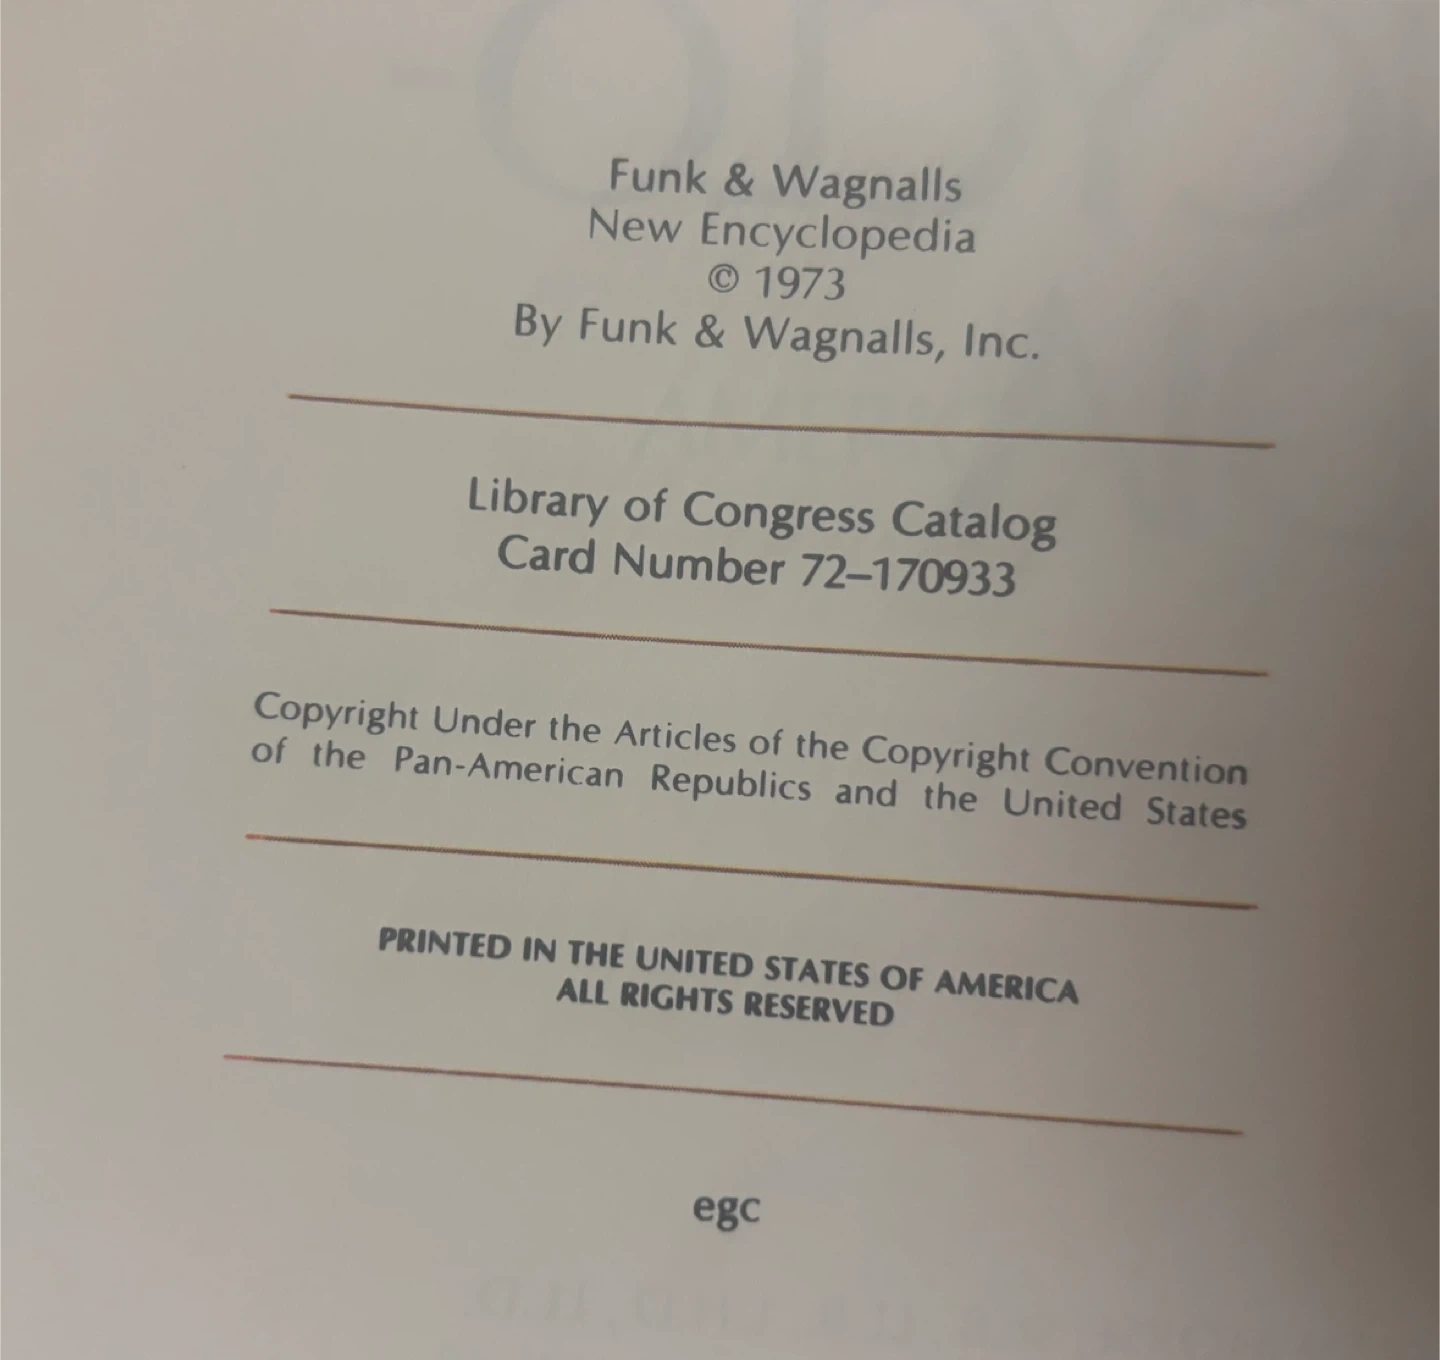 Funk & Wagnalls
New Encyclopedia
© 1973
By Funk & Wagnalls, Inc.
Library of Congress Catalog
Card Number 72–170933
Copyright Under the Articles of the Copyright Convention
of the Pan-American Republics and the United States
PRINTED IN THE UNITED STATES OF AMERICA
ALL RIGHTS RESERVED
egc